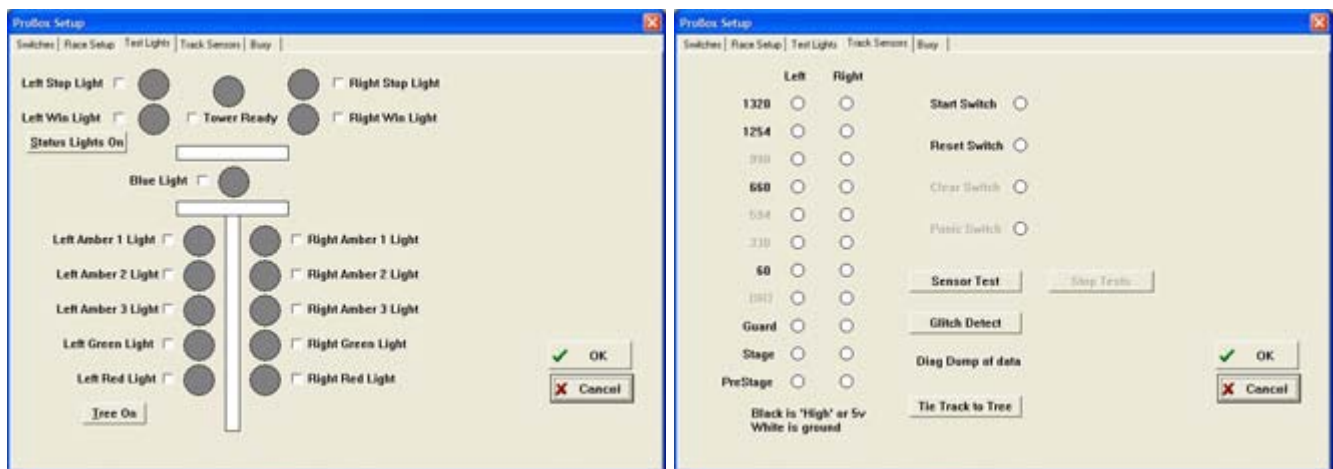 ProBox Setup
Switches Race Setup Test Lights Track Sensors Busy
Left Stop Light
Right Stop Light
Left Win Light
Tower Ready
Right Win Light
Status Lights On
Blue Light
Left Amber 1 Light
Right Amber 1 Light
Left Amber 2 Light
Right Amber 2 Light
Left Amber 3 Light
Right Amber 3 Light
Left Green Light
Right Green Light
Left Red Light
Right Red Light
Tree On
OK
Cancel
ProBox Setup
Switches Race Setup Test Lights Track Sensors Busy
Left Right
1320
Start Switch
1254
Reset Switch
660
Clear Switch
594
Panic Switch
330
60
Sensor Test
Stop Tests
Guard
Glitch Detect
Stage
Diag Dump of data
PreStage
Tie Track to Tree
Black is 'High' or 5v
White is ground
OK
Cancel